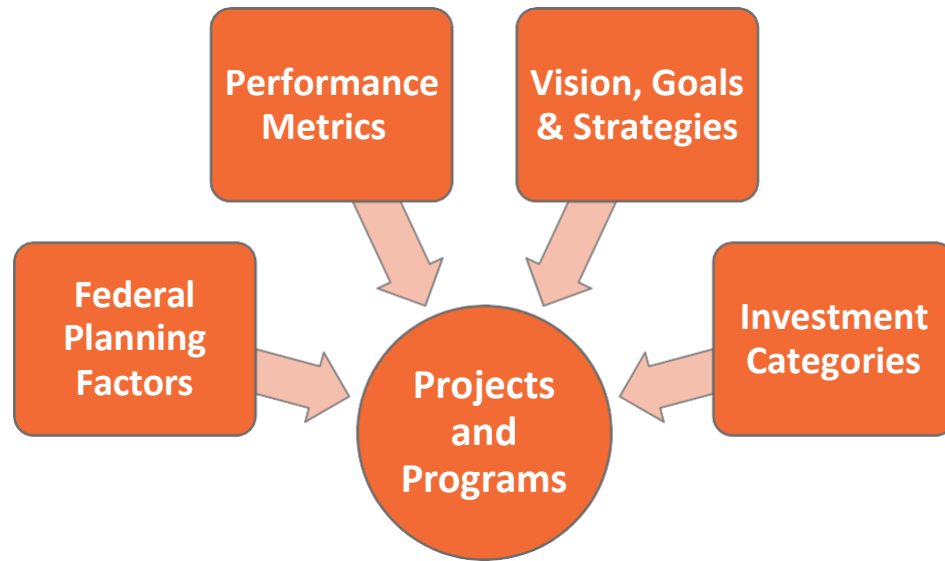 Performance
Metrics
Vision, Goals
& Strategies
Federal
Planning
Factors
Investment
Categories
Projects
and
Programs